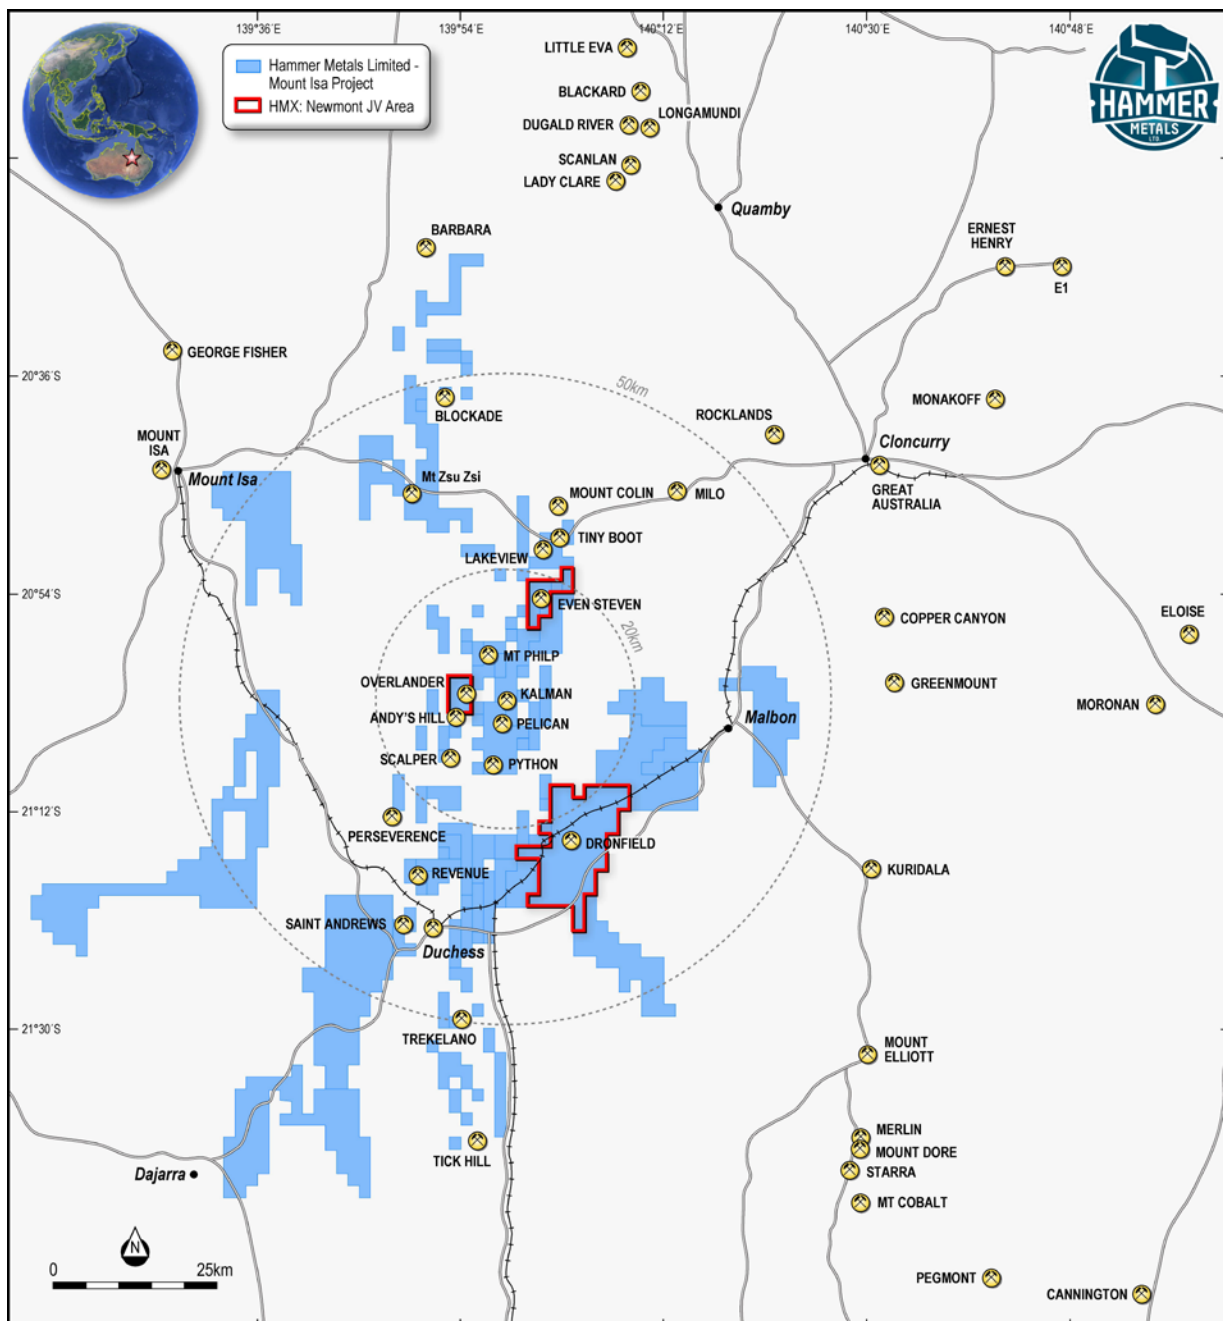 139°36'E
139°54'E
140°12'E
140°30'E
140°48'E
Hammer Metals Limited -
Mount Isa Project
HMX: Newmont JV Area
HAMMER
METALS
LTD.
LITTLE EVA
BLACKARD
LONGAMUNDI
DUGALD RIVER
SCANLAN
LADY CLARE
Quamby
BARBARA
ERNEST
HENRY
E1
GEORGE FISHER
20°36'S
50km
BLOCKADE
MONAKOFF
ROCKLANDS
MOUNT
ISA
Mount Isa
Cloncurry
Mt Zsu Zsi
MOUNT COLIN
MILO
GREAT
AUSTRALIA
TINY BOOT
LAKEVIEW
20°54'S
EVEN STEVEN
20km
COPPER CANYON
ELOISE
MT PHILP
OVERLANDER
KALMAN
GREENMOUNT
MORONAN
ANDY'S HILL
PELICAN
Malbon
SCALPER
PYTHON
21°12'S
PERSEVERENCE
DRONFIELD
REVENUE
KURIDALA
SAINT ANDREWS
Duchess
21°30'S
TREKELANO
MOUNT
ELLIOTT
MERLIN
MOUNT DORE
TICK HILL
STARRA
Dajarra
MT COBALT
N
0
25km
PEGMONT
CANNINGTON